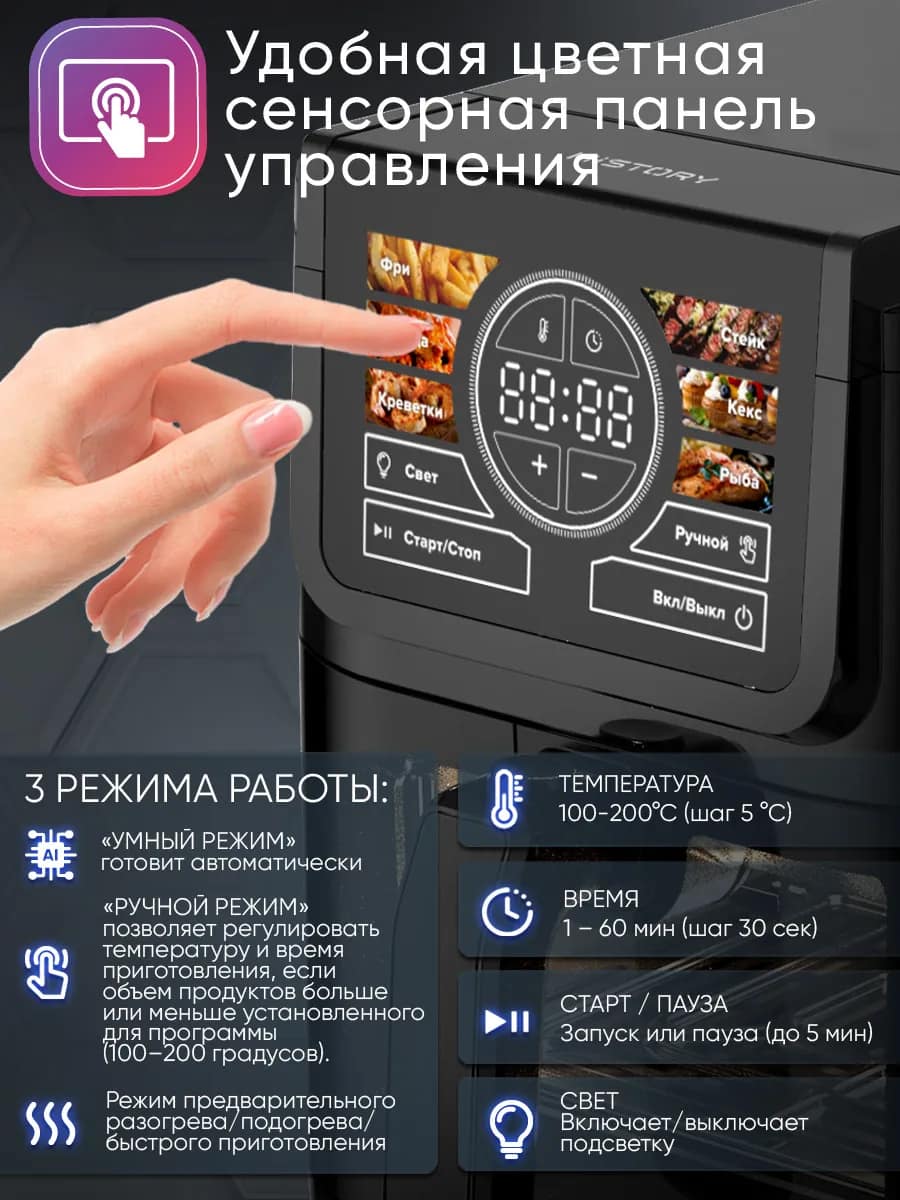 Удобная цветная
сенсорная панель
управления
Фри
Креветки
Свет
Старт/Стоп
88:88
+
−
Стейк
Кекс
Рыба
Ручной
Вкл/Выкл
3 РЕЖИМА РАБОТЫ:
AI
«УМНЫЙ РЕЖИМ»
готовит автоматически
«РУЧНОЙ РЕЖИМ»
позволяет регулировать
температуру и время
приготовления, если
объем продуктов больше
или меньше установленного
для программы
(100–200 градусов).
Режим предварительного
разогрева/подогрева/
быстрого приготовления
ТЕМПЕРАТУРА
100-200°C (шаг 5 °C)
ВРЕМЯ
1 – 60 мин (шаг 30 сек)
СТАРТ / ПАУЗА
Запуск или пауза (до 5 мин)
СВЕТ
Включает/выключает
подсветку